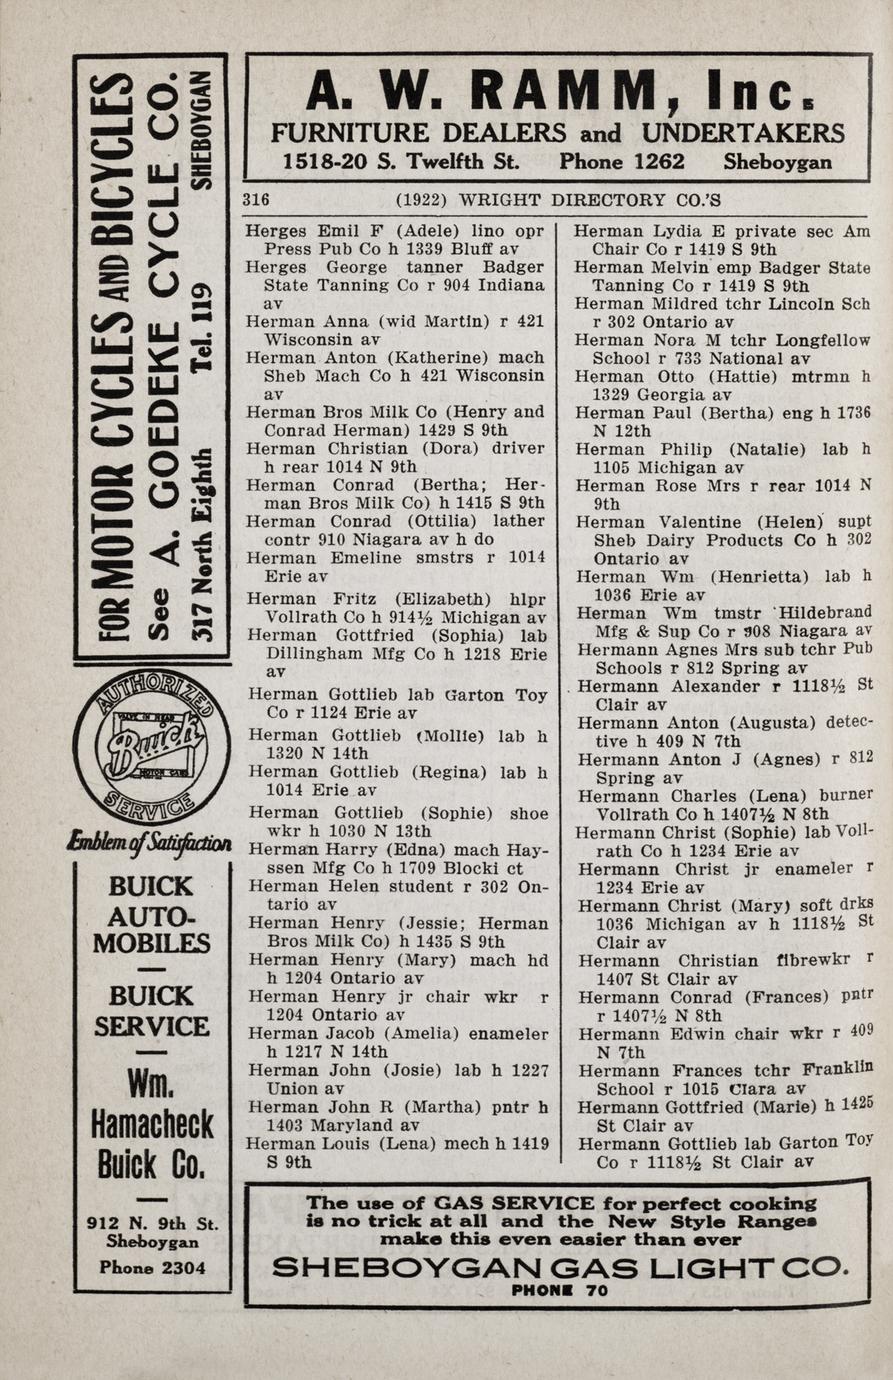 A. W. RAMM, Inc.
FURNITURE DEALERS and UNDERTAKERS
1518-20 S. Twelfth St. Phone 1262 Sheboygan
FOR MOTOR CYCLES AND BICYCLES
See A. GOEDEKE CYCLE CO.
317 North Eighth Tel. 119 SHEBOYGAN
AUTHORIZED
VALVE IN HEAD
Buick
MOTOR CARS
SERVICE
Emblem of Satisfaction
BUICK
AUTO-
MOBILES
BUICK
SERVICE
Wm.
Hamacheck
Buick Co.
912 N. 9th St.
Sheboygan
Phone 2304
316 (1922) WRIGHT DIRECTORY CO.'S
Herges Emil F (Adele) lino opr
Press Pub Co h 1339 Bluff av
Herges George tanner Badger
State Tanning Co r 904 Indiana
av
Herman Anna (wid Martin) r 421
Wisconsin av
Herman Anton (Katherine) mach
Sheb Mach Co h 421 Wisconsin
av
Herman Bros Milk Co (Henry and
Conrad Herman) 1429 S 9th
Herman Christian (Dora) driver
h rear 1014 N 9th
Herman Conrad (Bertha; Her-
man Bros Milk Co) h 1415 S 9th
Herman Conrad (Ottilia) lather
contr 910 Niagara av h do
Herman Emeline smstrs r 1014
Erie av
Herman Fritz (Elizabeth) hlpr
Vollrath Co h 914½ Michigan av
Herman Gottfried (Sophia) lab
Dillingham Mfg Co h 1218 Erie
av
Herman Gottlieb lab Garton Toy
Co r 1124 Erie av
Herman Gottlieb (Mollie) lab h
1320 N 14th
Herman Gottlieb (Regina) lab h
1014 Erie av
Herman Gottlieb (Sophie) shoe
wkr h 1030 N 13th
Herman Harry (Edna) mach Hay-
ssen Mfg Co h 1709 Blocki ct
Herman Helen student r 302 On-
tario av
Herman Henry (Jessie; Herman
Bros Milk Co) h 1435 S 9th
Herman Henry (Mary) mach hd
h 1204 Ontario av
Herman Henry jr chair wkr r
1204 Ontario av
Herman Jacob (Amelia) enameler
h 1217 N 14th
Herman John (Josie) lab h 1227
Union av
Herman John R (Martha) pntr h
1403 Maryland av
Herman Louis (Lena) mech h 1419
S 9th
Herman Lydia E private sec Am
Chair Co r 1419 S 9th
Herman Melvin emp Badger State
Tanning Co r 1419 S 9th
Herman Mildred tchr Lincoln Sch
r 302 Ontario av
Herman Nora M tchr Longfellow
School r 733 National av
Herman Otto (Hattie) mtrmn h
1329 Georgia av
Herman Paul (Bertha) eng h 1736
N 12th
Herman Philip (Natalie) lab h
1105 Michigan av
Herman Rose Mrs r rear 1014 N
9th
Herman Valentine (Helen) supt
Sheb Dairy Products Co h 302
Ontario av
Herman Wm (Henrietta) lab h
1036 Erie av
Herman Wm tmstr Hildebrand
Mfg & Sup Co r 908 Niagara av
Hermann Agnes Mrs sub tchr Pub
Schools r 812 Spring av
Hermann Alexander r 1118½ St
Clair av
Hermann Anton (Augusta) detec-
tive h 409 N 7th
Hermann Anton J (Agnes) r 812
Spring av
Hermann Charles (Lena) burner
Vollrath Co h 1407½ N 8th
Hermann Christ (Sophie) lab Voll-
rath Co h 1234 Erie av
Hermann Christ jr enameler r
1234 Erie av
Hermann Christ (Mary) soft drks
1036 Michigan av h 1118½ St
Clair av
Hermann Christian fibrewkr r
1407 St Clair av
Hermann Conrad (Frances) pntr
r 1407½ N 8th
Hermann Edwin chair wkr r 409
N 7th
Hermann Frances tchr Franklin
School r 1015 Clara av
Hermann Gottfried (Marie) h 1425
St Clair av
Hermann Gottlieb lab Garton Toy
Co r 1118½ St Clair av
The use of GAS SERVICE for perfect cooking
is no trick at all and the New Style Ranges
make this even easier than ever
SHEBOYGAN GAS LIGHT CO.
PHONE 70